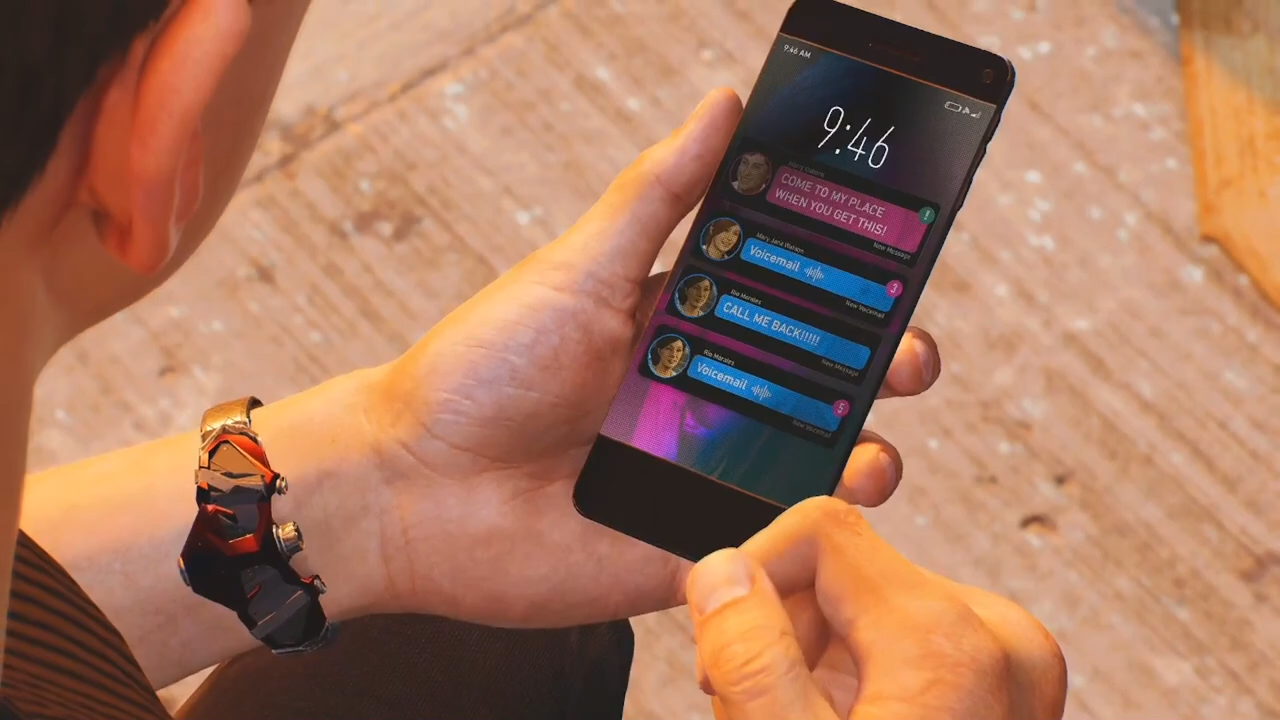 9:46 AM
9:46
Harry Osborn
COME TO MY PLACE
WHEN YOU GET THIS!
!
New Message
Mary Jane Watson
Voicemail
3
New Voicemail
Rio Morales
CALL ME BACK!!!!!
New Message
Rio Morales
Voicemail
5
New Voicemail